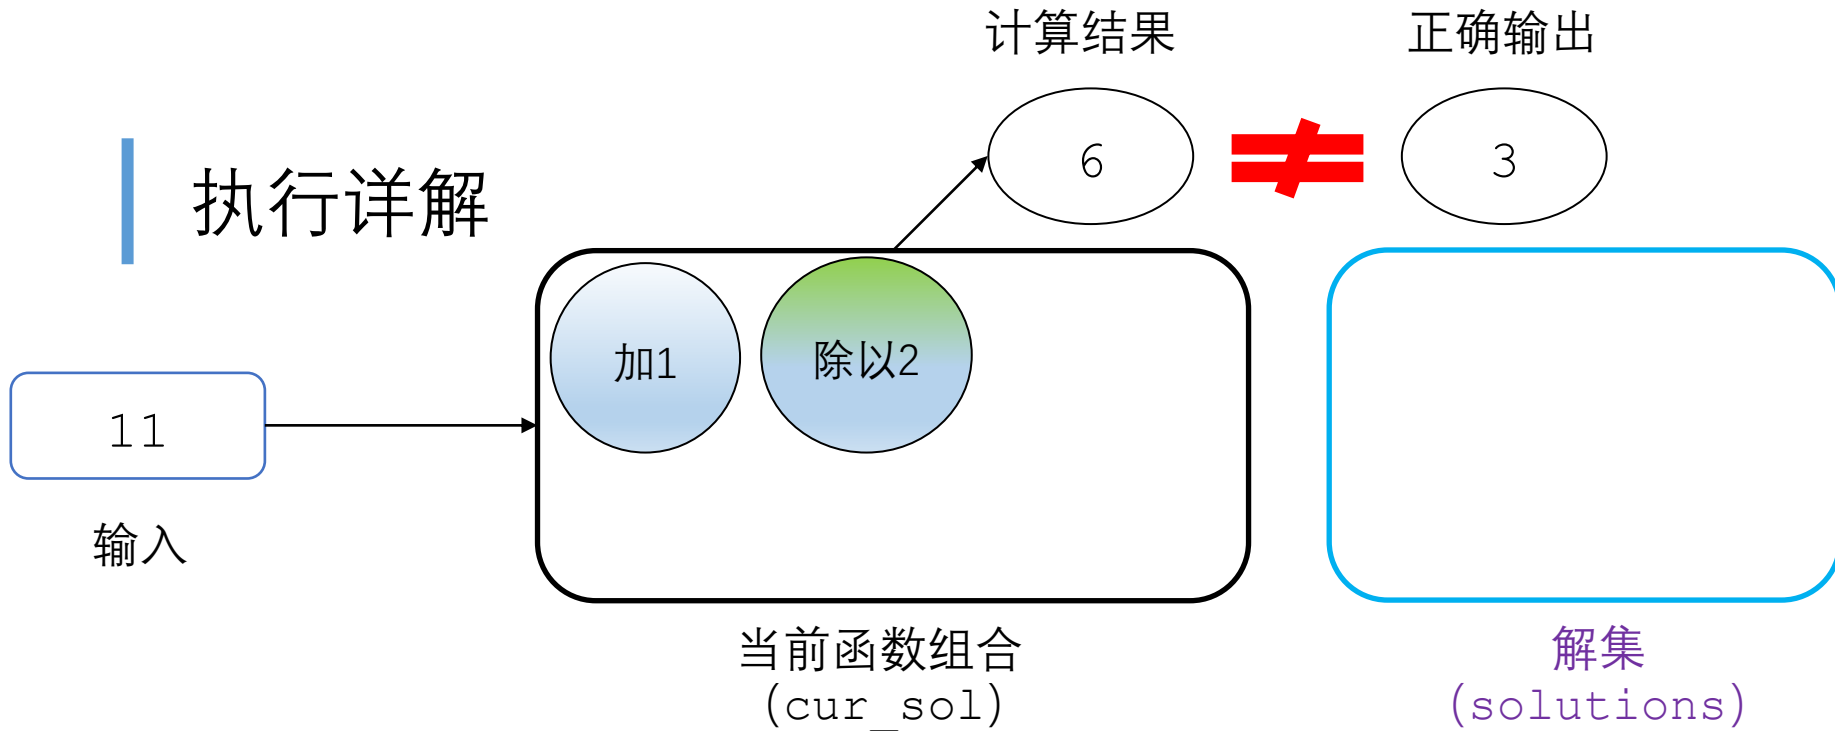 计算结果
正确输出
执行详解
6
3
加1
除以2
11
输入
当前函数组合
(cur_sol)
解集
(solutions)